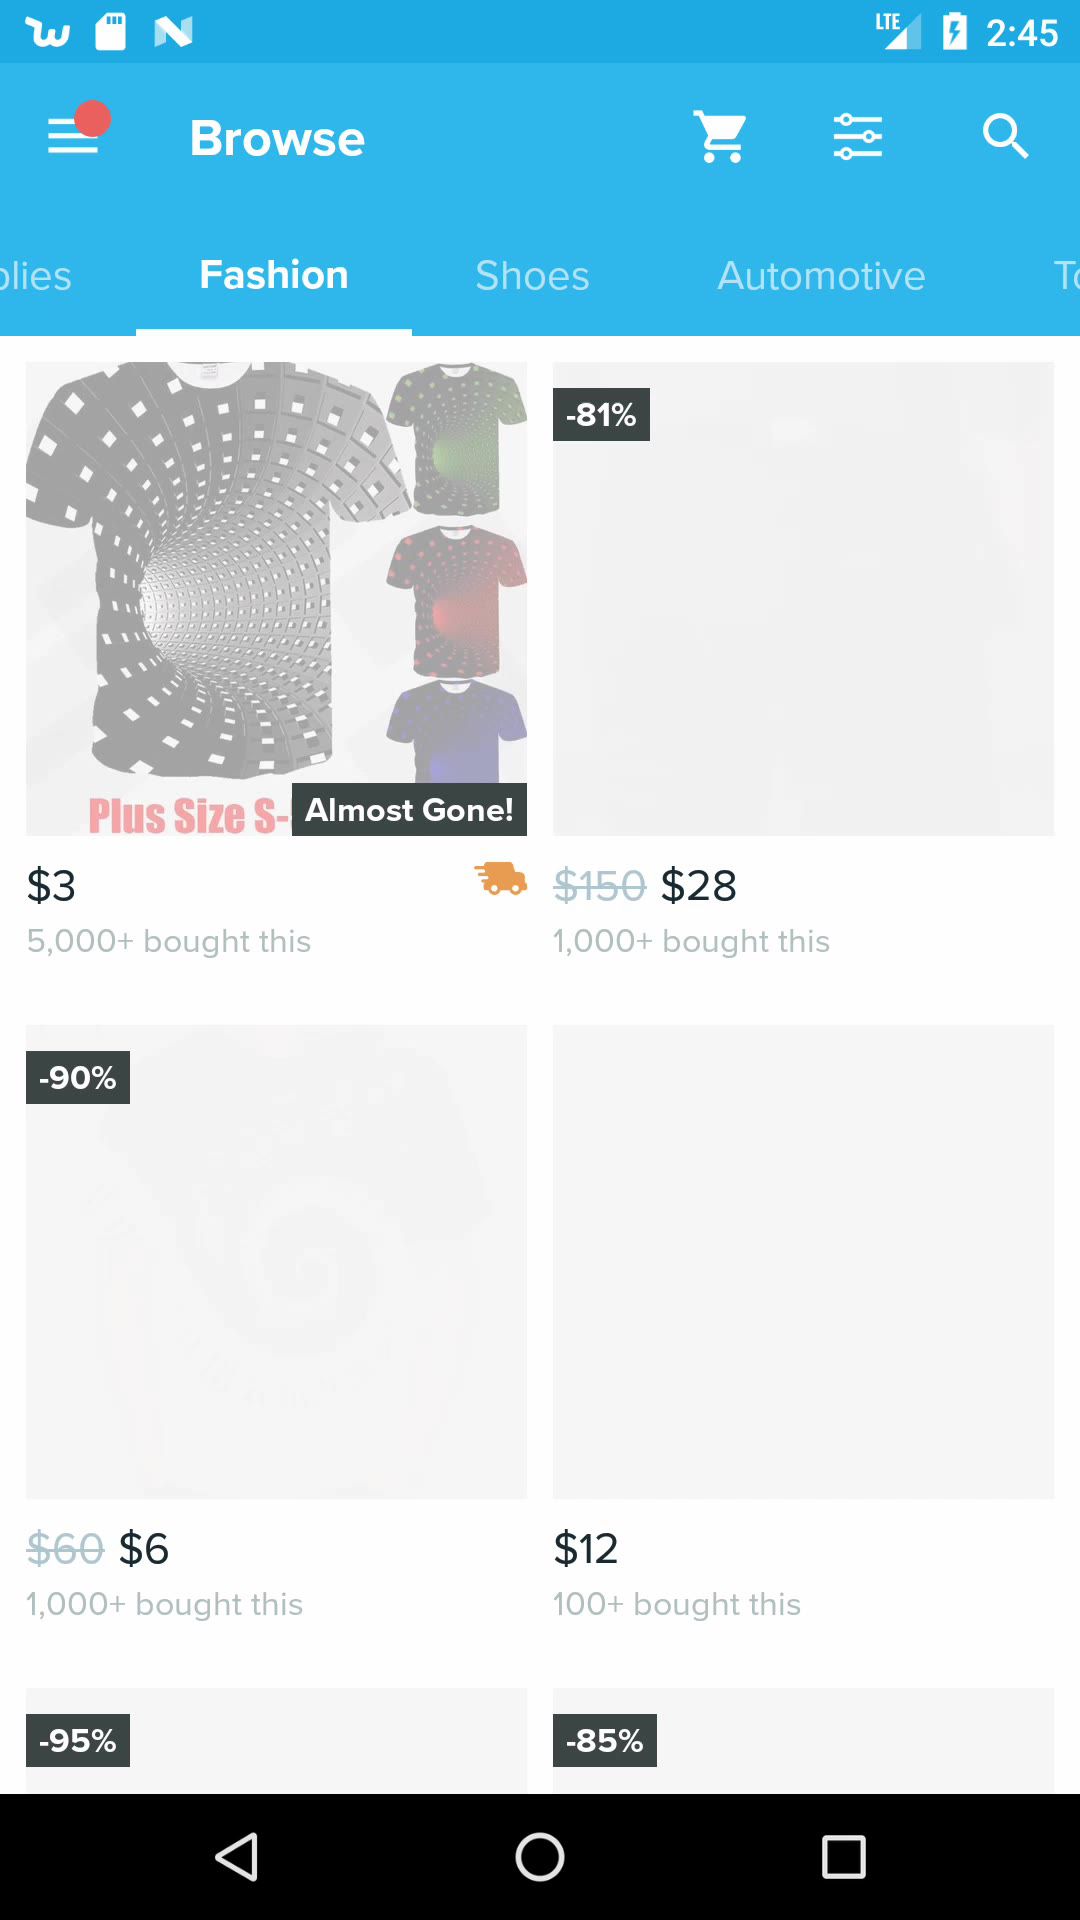 LTE 2:45
Browse
plies Fashion Shoes Automotive To
-81%
Plus Size S-
Almost Gone!
$3
5,000+ bought this
$150 $28
1,000+ bought this
-90%
$60 $6
1,000+ bought this
$12
100+ bought this
-95%
-85%